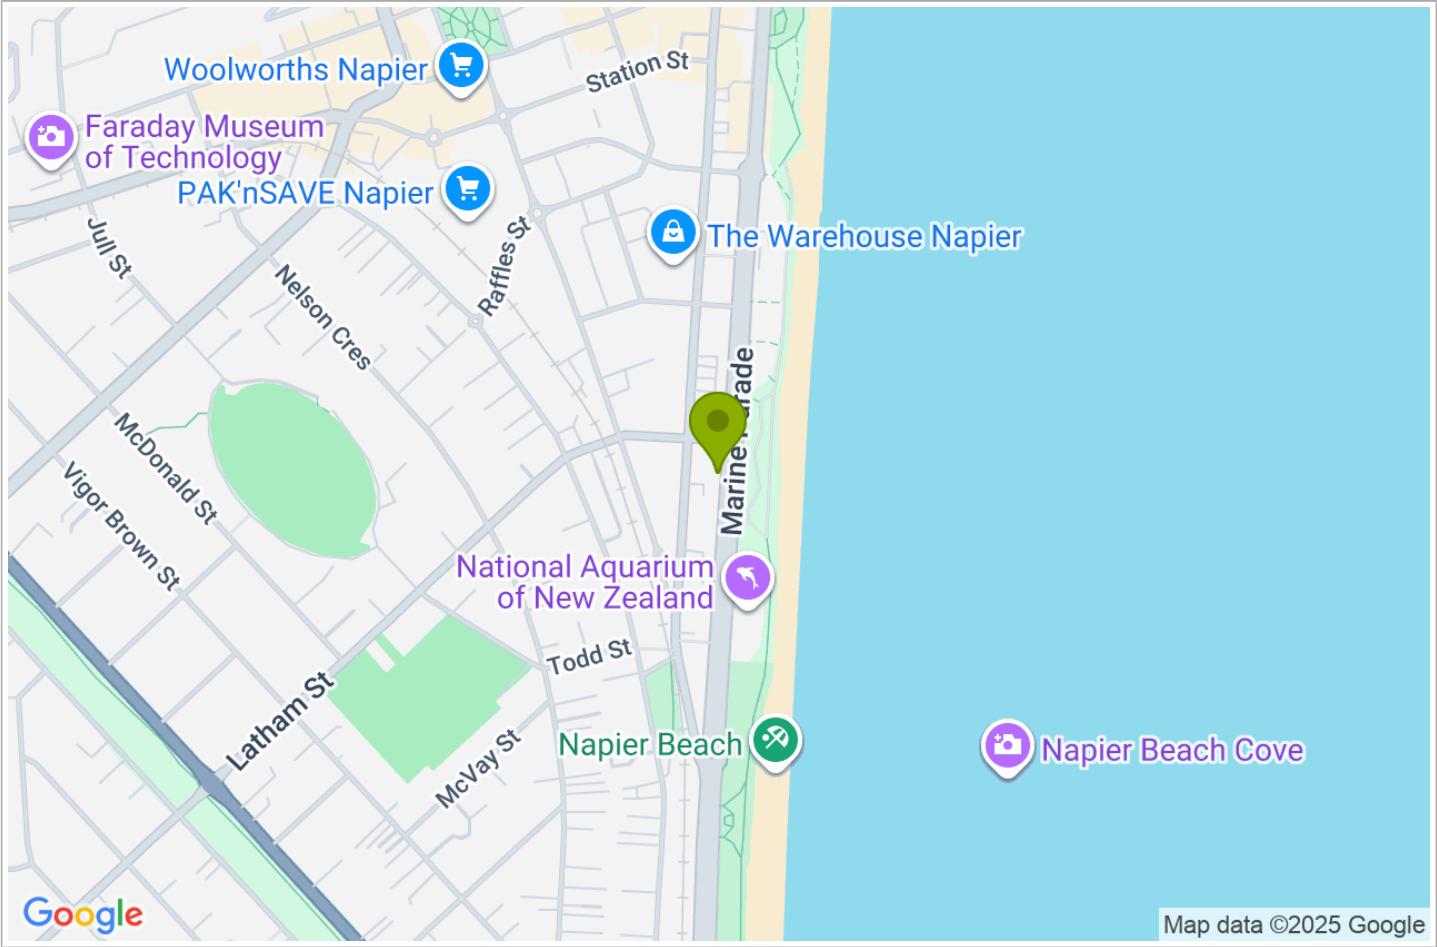 Station St
Woolworths Napier
Faraday Museum
of Technology
PAK'nSAVE Napier
Jull St
Raffles St
The Warehouse Napier
Nelson Cres
Marine Parade
McDonald St
Vigor Brown St
National Aquarium
of New Zealand
Todd St
Latham St
McVay St
Napier Beach
Napier Beach Cove
Google
Map data ©2025 Google